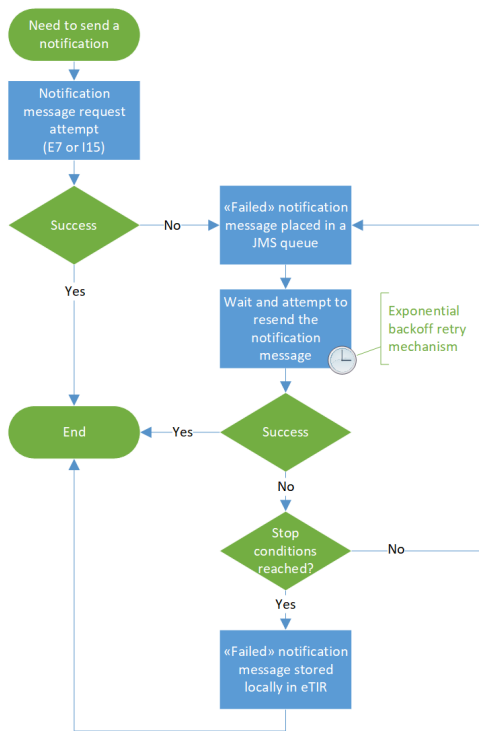 Need to send a
notification
Notification
message request
attempt
(E7 or I15)
Success
No
«Failed» notification
message placed in a
JMS queue
Yes
Wait and attempt to
resend the
notification
message
Exponential
backoff retry
mechanism
End
Yes
Success
No
Stop
conditions
reached?
No
Yes
«Failed» notification
message stored
locally in eTIR